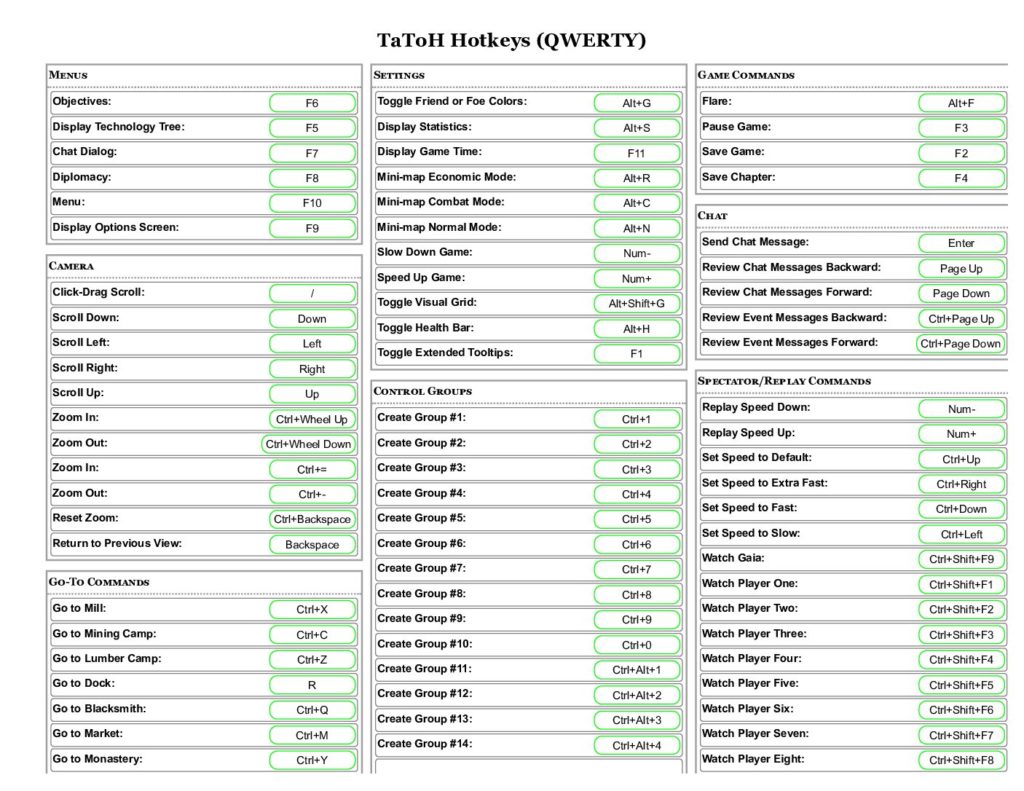 TaToH Hotkeys (QWERTY)
Menus
Objectives: F6
Display Technology Tree: F5
Chat Dialog: F7
Diplomacy: F8
Menu: F10
Display Options Screen: F9
Camera
Click-Drag Scroll: /
Scroll Down: Down
Scroll Left: Left
Scroll Right: Right
Scroll Up: Up
Zoom In: Ctrl+Wheel Up
Zoom Out: Ctrl+Wheel Down
Zoom In: Ctrl+=
Zoom Out: Ctrl+-
Reset Zoom: Ctrl+Backspace
Return to Previous View: Backspace
Go-To Commands
Go to Mill: Ctrl+X
Go to Mining Camp: Ctrl+C
Go to Lumber Camp: Ctrl+Z
Go to Dock: R
Go to Blacksmith: Ctrl+Q
Go to Market: Ctrl+M
Go to Monastery: Ctrl+Y
Settings
Toggle Friend or Foe Colors: Alt+G
Display Statistics: Alt+S
Display Game Time: F11
Mini-map Economic Mode: Alt+R
Mini-map Combat Mode: Alt+C
Mini-map Normal Mode: Alt+N
Slow Down Game: Num-
Speed Up Game: Num+
Toggle Visual Grid: Alt+Shift+G
Toggle Health Bar: Alt+H
Toggle Extended Tooltips: F1
Control Groups
Create Group #1: Ctrl+1
Create Group #2: Ctrl+2
Create Group #3: Ctrl+3
Create Group #4: Ctrl+4
Create Group #5: Ctrl+5
Create Group #6: Ctrl+6
Create Group #7: Ctrl+7
Create Group #8: Ctrl+8
Create Group #9: Ctrl+9
Create Group #10: Ctrl+0
Create Group #11: Ctrl+Alt+1
Create Group #12: Ctrl+Alt+2
Create Group #13: Ctrl+Alt+3
Create Group #14: Ctrl+Alt+4
Game Commands
Flare: Alt+F
Pause Game: F3
Save Game: F2
Save Chapter: F4
Chat
Send Chat Message: Enter
Review Chat Messages Backward: Page Up
Review Chat Messages Forward: Page Down
Review Event Messages Backward: Ctrl+Page Up
Review Event Messages Forward: Ctrl+Page Down
Spectator/Replay Commands
Replay Speed Down: Num-
Replay Speed Up: Num+
Set Speed to Default: Ctrl+Up
Set Speed to Extra Fast: Ctrl+Right
Set Speed to Fast: Ctrl+Down
Set Speed to Slow: Ctrl+Left
Watch Gaia: Ctrl+Shift+F9
Watch Player One: Ctrl+Shift+F1
Watch Player Two: Ctrl+Shift+F2
Watch Player Three: Ctrl+Shift+F3
Watch Player Four: Ctrl+Shift+F4
Watch Player Five: Ctrl+Shift+F5
Watch Player Six: Ctrl+Shift+F6
Watch Player Seven: Ctrl+Shift+F7
Watch Player Eight: Ctrl+Shift+F8